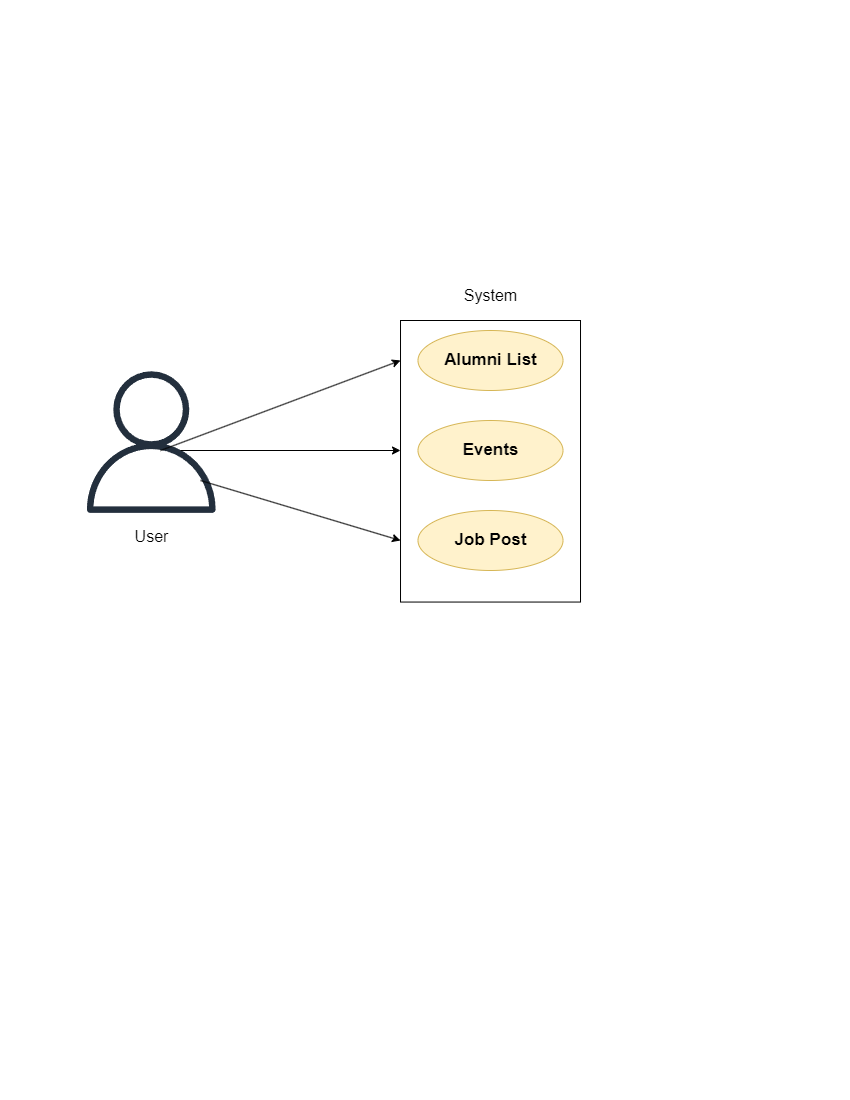 System
Alumni List
Events
Job Post
User